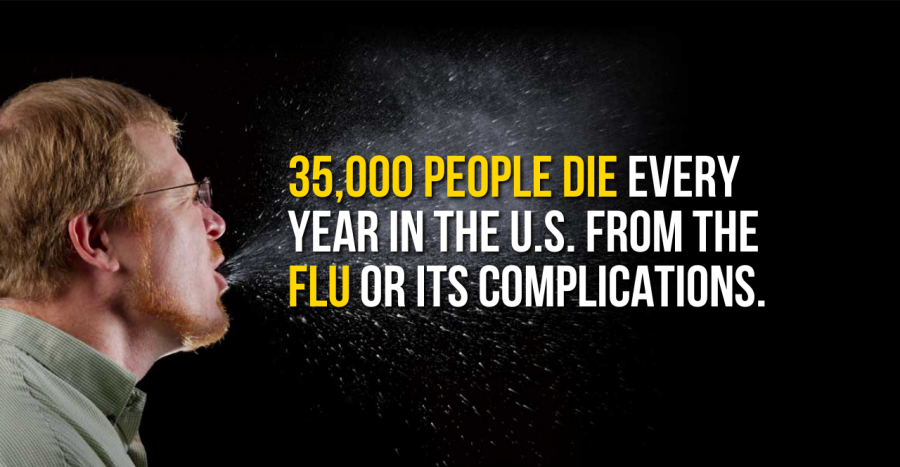 35,000 PEOPLE DIE EVERY
YEAR IN THE U.S. FROM THE
FLU OR ITS COMPLICATIONS.